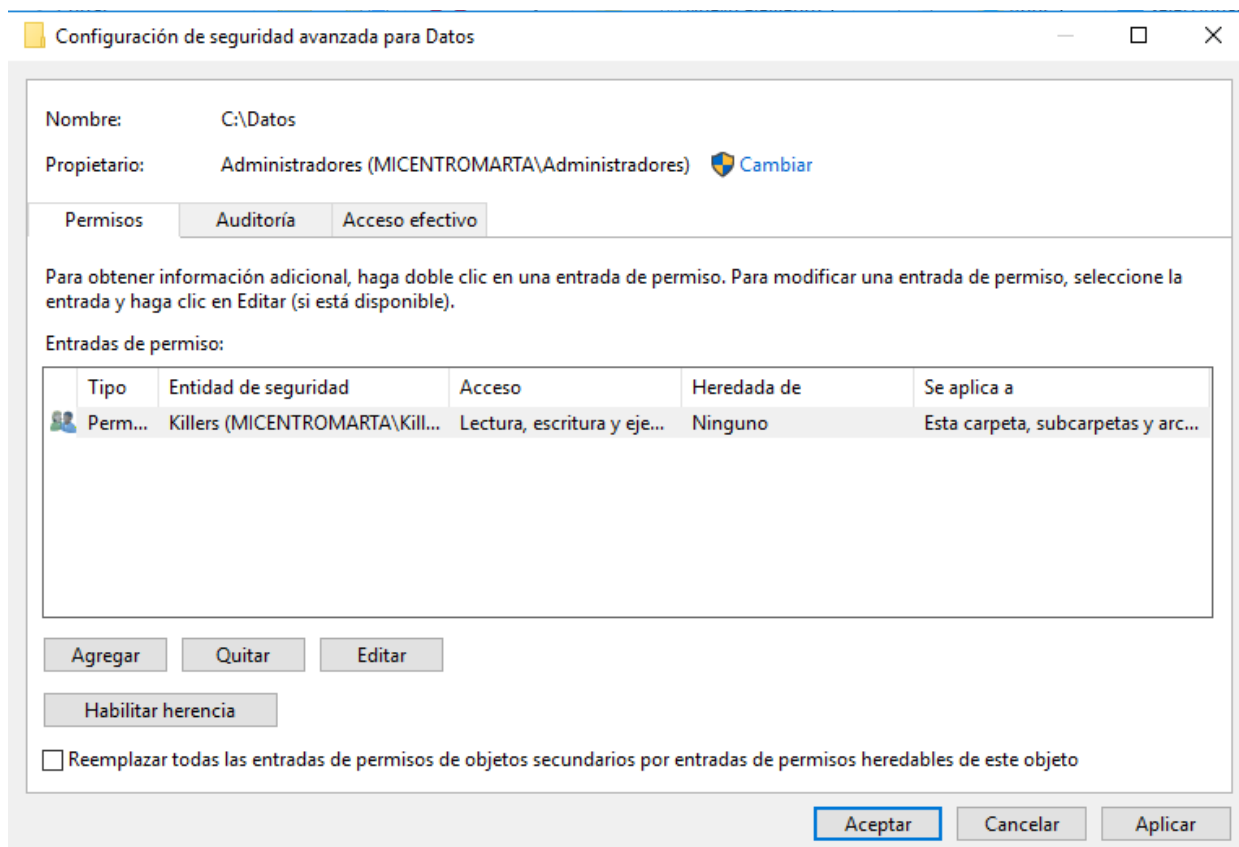 Configuración de seguridad avanzada para Datos
Nombre: C:\Datos
Propietario: Administradores (MICENTROMARTA\Administradores) Cambiar
Permisos Auditoría Acceso efectivo
Para obtener información adicional, haga doble clic en una entrada de permiso. Para modificar una entrada de permiso, seleccione la
entrada y haga clic en Editar (si está disponible).
Entradas de permiso:
Tipo Entidad de seguridad Acceso Heredada de Se aplica a
Perm... Killers (MICENTROMARTA\Kill... Lectura, escritura y eje... Ninguno Esta carpeta, subcarpetas y arc...
Agregar Quitar Editar
Habilitar herencia
Reemplazar todas las entradas de permisos de objetos secundarios por entradas de permisos heredables de este objeto
Aceptar Cancelar Aplicar